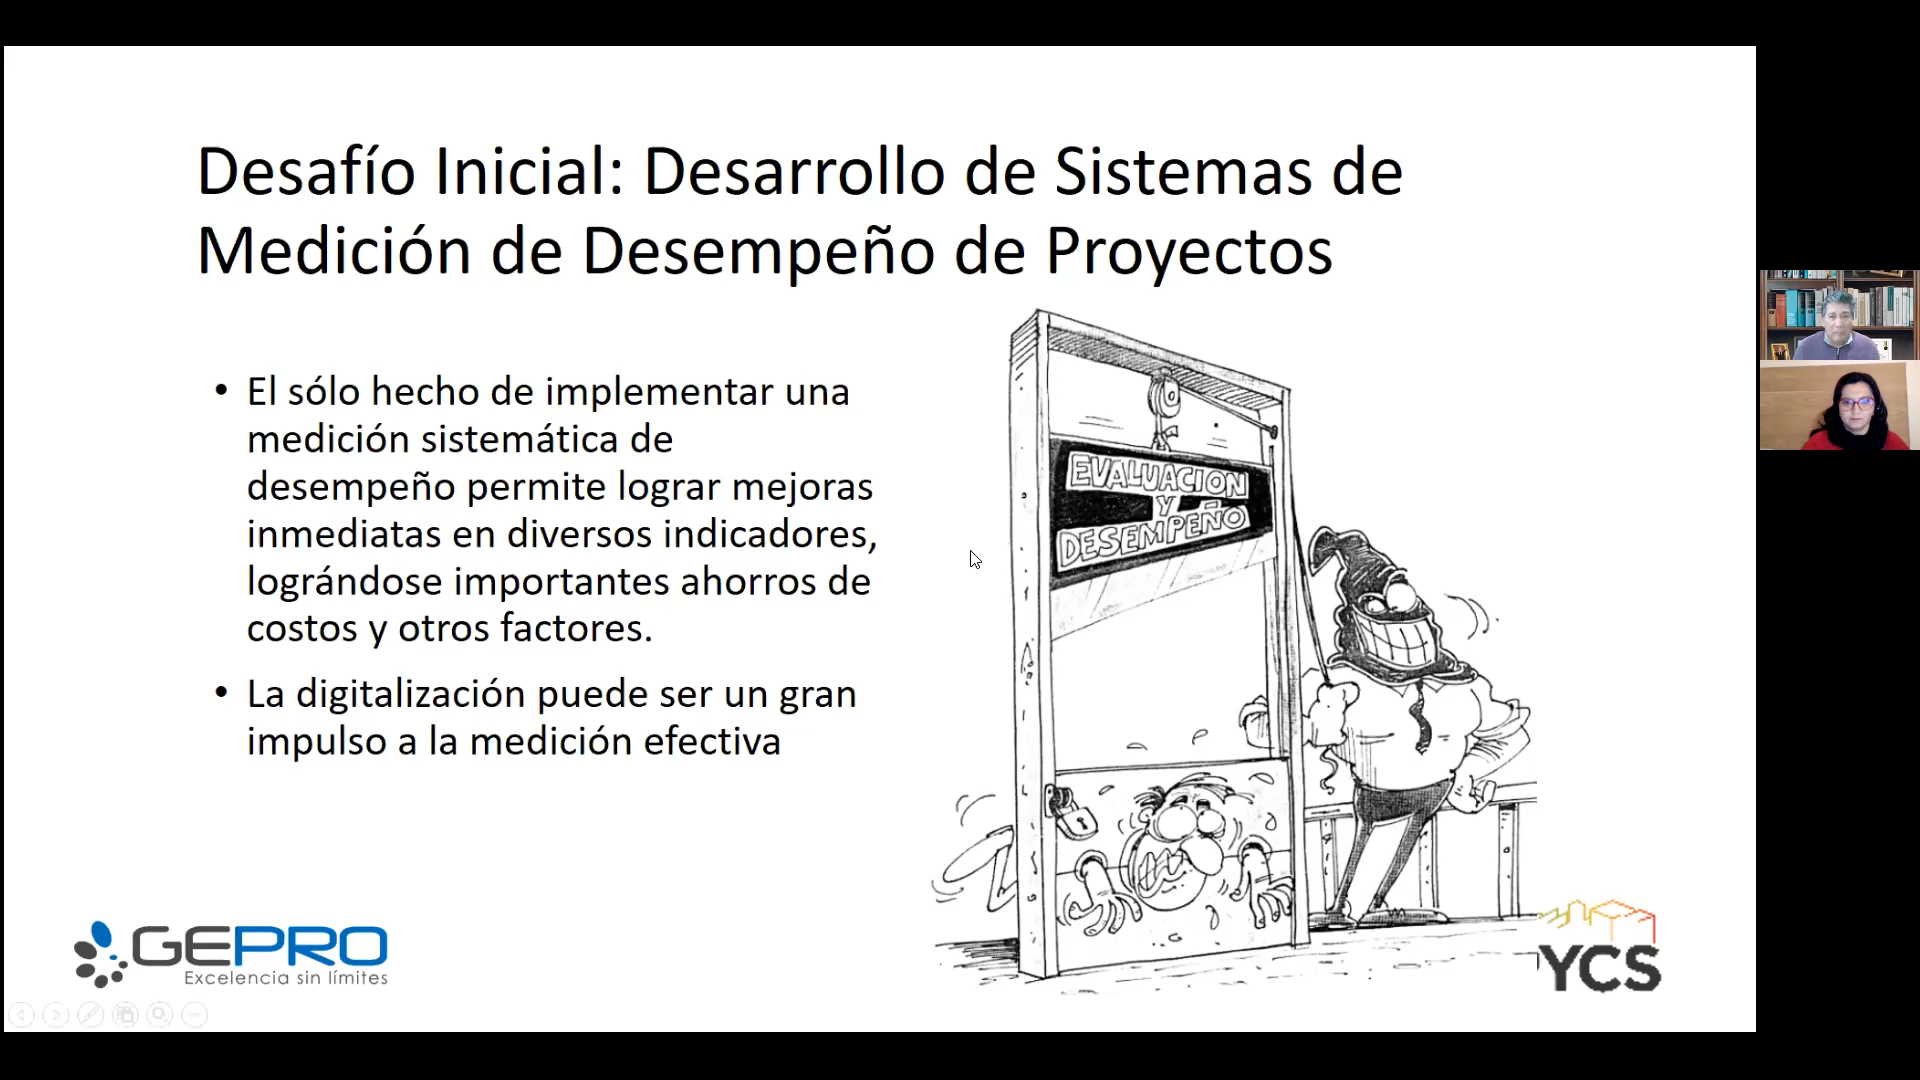 Desafío Inicial: Desarrollo de Sistemas de
Medición de Desempeño de Proyectos
• El sólo hecho de implementar una
medición sistemática de
desempeño permite lograr mejoras
inmediatas en diversos indicadores,
lográndose importantes ahorros de
costos y otros factores.
• La digitalización puede ser un gran
impulso a la medición efectiva
EVALUACION
Y
DESEMPEÑO
GEPRO
Excelencia sin límites
YCS